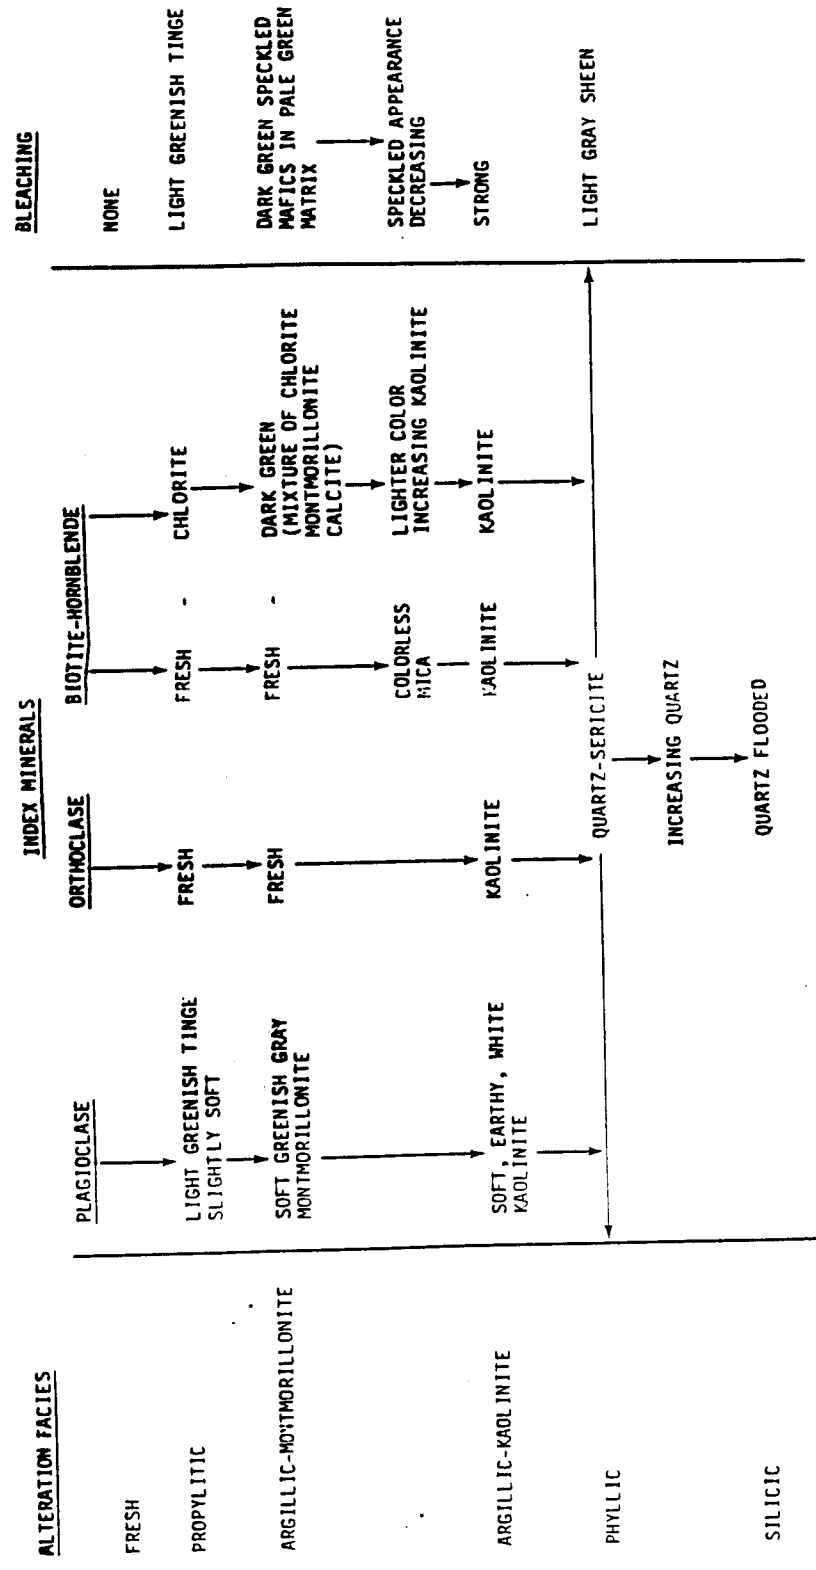 ALTERATION FACIES
INDEX MINERALS
BLEACHING
PLAGIOCLASE
ORTHOCLASE
BIOTITE-HORNBLENDE
FRESH
NONE
PROPYLITIC
LIGHT GREENISH TINGE
SLIGHTLY SOFT
FRESH
FRESH -
CHLORITE
LIGHT GREENISH TINGE
ARGILLIC-MONTMORILLONITE
SOFT GREENISH GRAY
MONTMORILLONITE
FRESH
FRESH -
DARK GREEN
(MIXTURE OF CHLORITE
MONTMORILLONITE
CALCITE)
DARK GREEN SPECKLED
MAFICS IN PALE GREEN
MATRIX
COLORLESS
MICA
LIGHTER COLOR
INCREASING KAOLINITE
SPECKLED APPEARANCE
DECREASING
ARGILLIC-KAOLINITE
SOFT, EARTHY, WHITE
KAOLINITE
KAOLINITE
KAOLINITE
KAOLINITE
STRONG
PHYLLIC
QUARTZ-SERICITE
LIGHT GRAY SHEEN
INCREASING QUARTZ
SILICIC
QUARTZ FLOODED